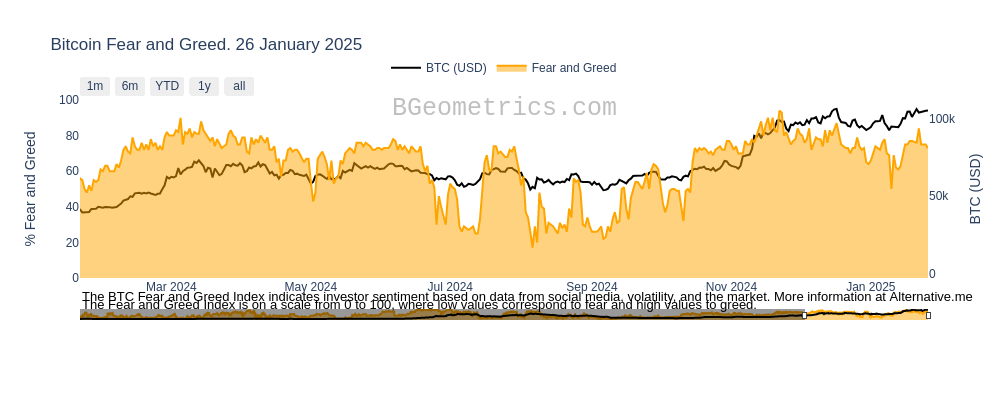 Bitcoin Fear and Greed. 26 January 2025
BTC (USD) Fear and Greed
1m 6m YTD 1y all
BGeometrics.com
100
80
60
40
20
0
% Fear and Greed
100k
50k
0
BTC (USD)
Mar 2024 May 2024 Jul 2024 Sep 2024 Nov 2024 Jan 2025
The BTC Fear and Greed Index indicates investor sentiment based on data from social media, volatility, and the market. More information at Alternative.me
The Fear and Greed Index is on a scale from 0 to 100, where low values correspond to fear and high values to greed.